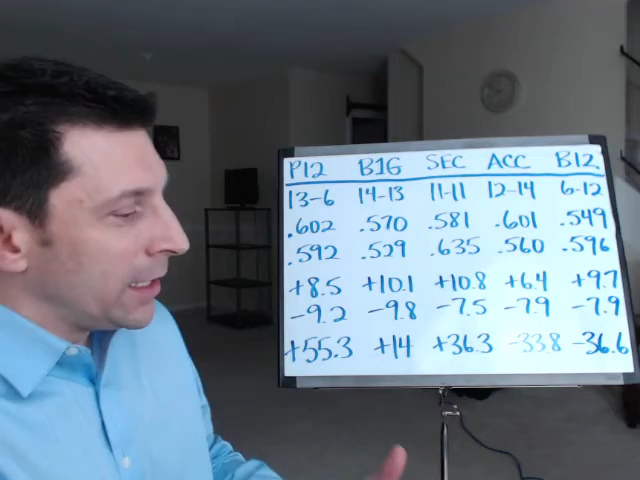 P12 B1G SEC ACC B12
13-6 14-13 11-11 12-14 6-12
.602 .570 .581 .601 .549
.592 .529 .635 .560 .596
+8.5 +10.1 +10.8 +6.4 +9.7
-9.2 -9.8 -7.5 -7.9 -7.9
+55.3 +14 +36.3 -33.8 -36.6